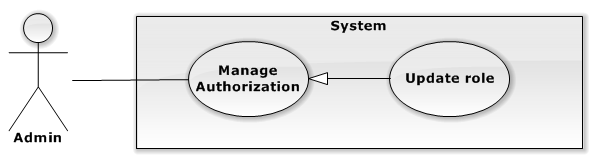 System
Manage
Authorization
Update role
Admin